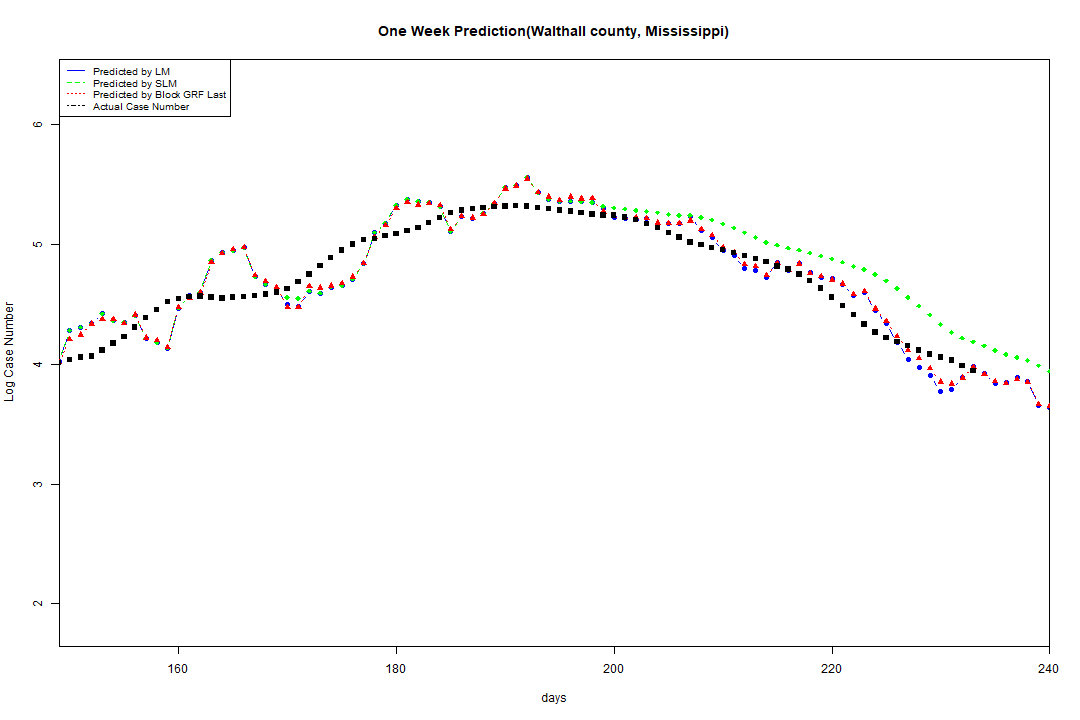 One Week Prediction(Walthall county, Mississippi)
Predicted by LM
Predicted by SLM
Predicted by Block GRF Last
Actual Case Number
6
5
4
3
2
Log Case Number
160 180 200 220 240
days